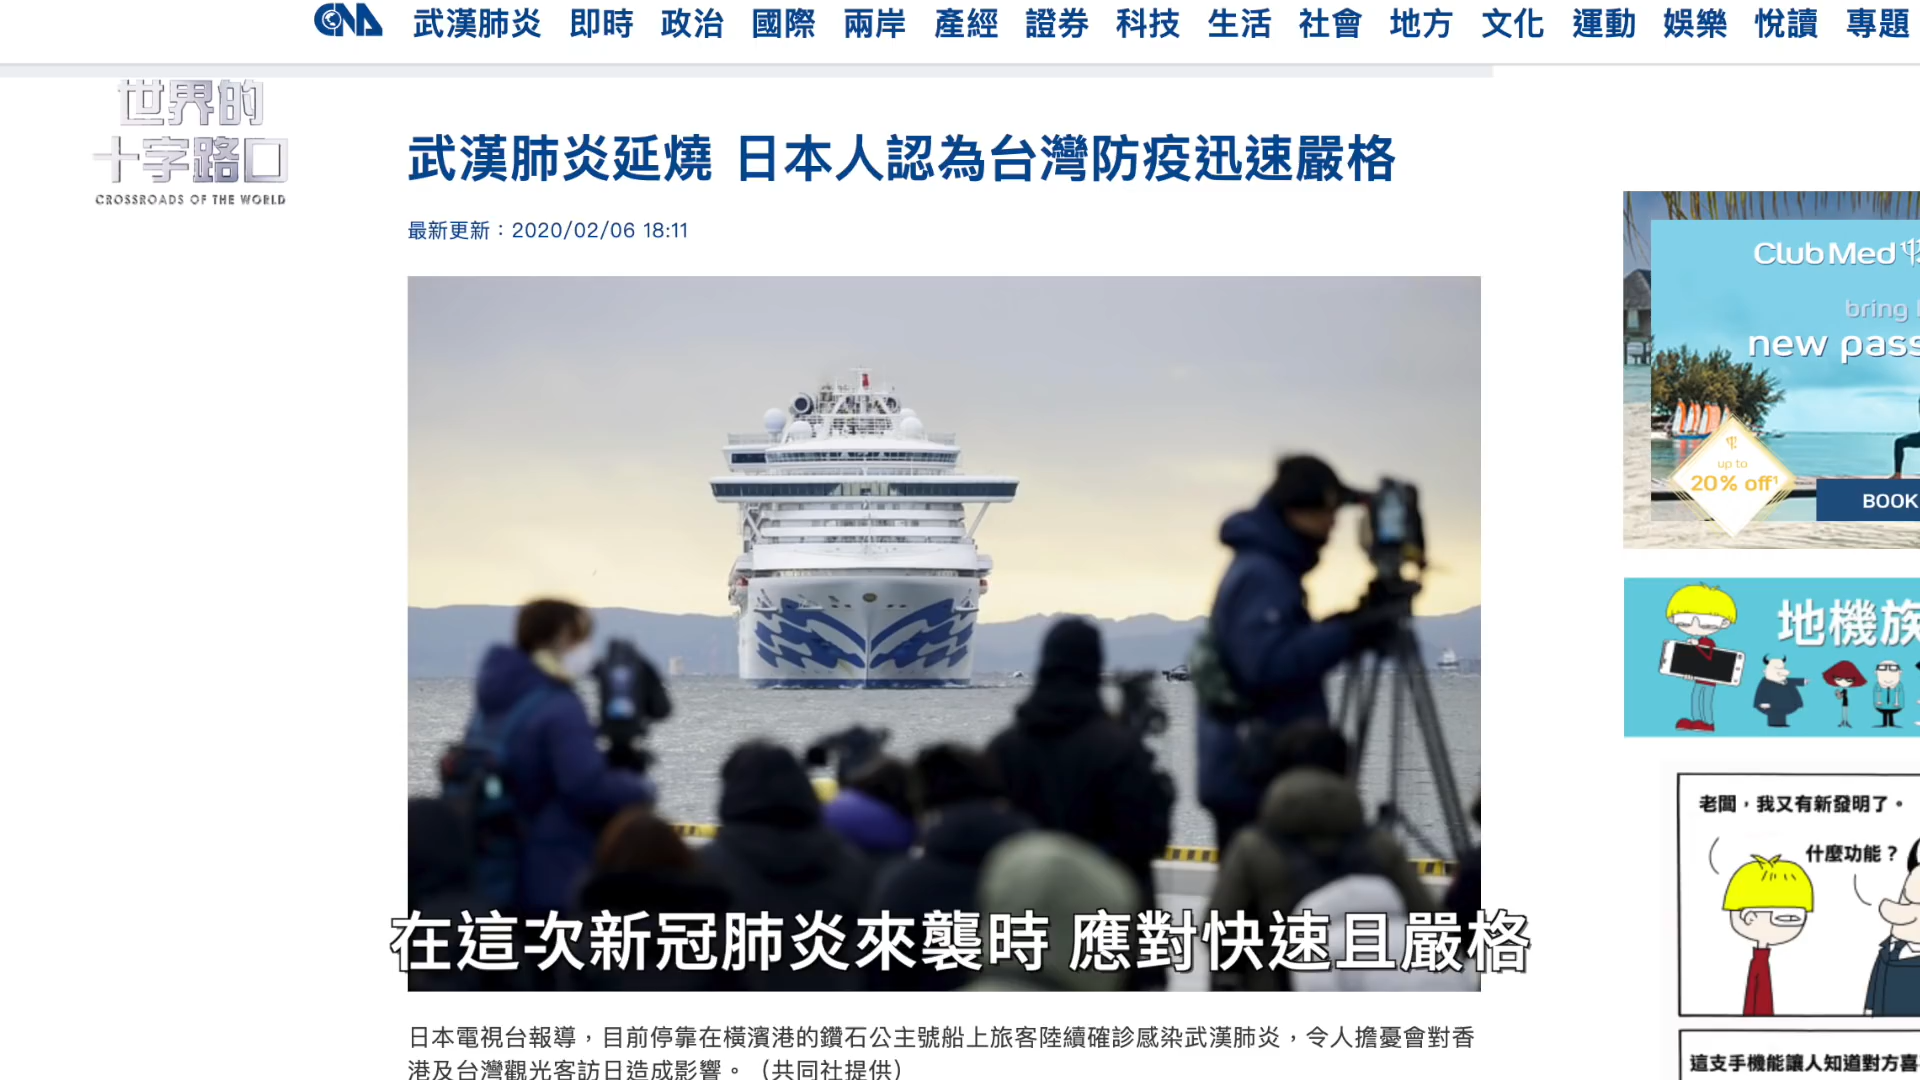 CNA 武漢肺炎 即時 政治 國際 兩岸 產經 證券 科技 生活 社會 地方 文化 運動 娛樂 悅讀 專題
世界的
十字路口
CROSSROADS OF THE WORLD
武漢肺炎延燒 日本人認為台灣防疫迅速嚴格
最新更新：2020/02/06 18:11
在這次新冠肺炎來襲時 應對快速且嚴格
日本電視台報導，目前停靠在橫濱港的鑽石公主號船上旅客陸續確診感染武漢肺炎，令人擔憂會對香
港及台灣觀光客訪日造成影響。（共同社提供）
Club Med
bring
new pass
up to
20% off¹
BOOK
地機族
老闆，我又有新發明了。
什麼功能？
這支手機能讓人知道對方喜